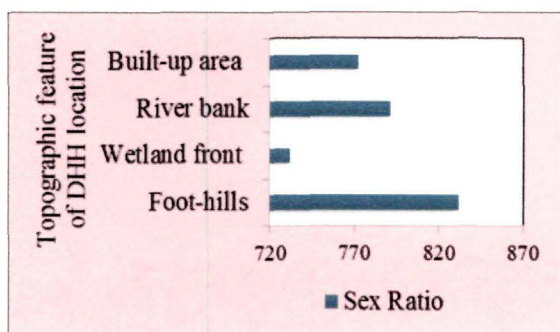 Topographic feature
of DHH location
Built-up area
River bank
Wetland front
Foot-hills
720 770 820 870
Sex Ratio